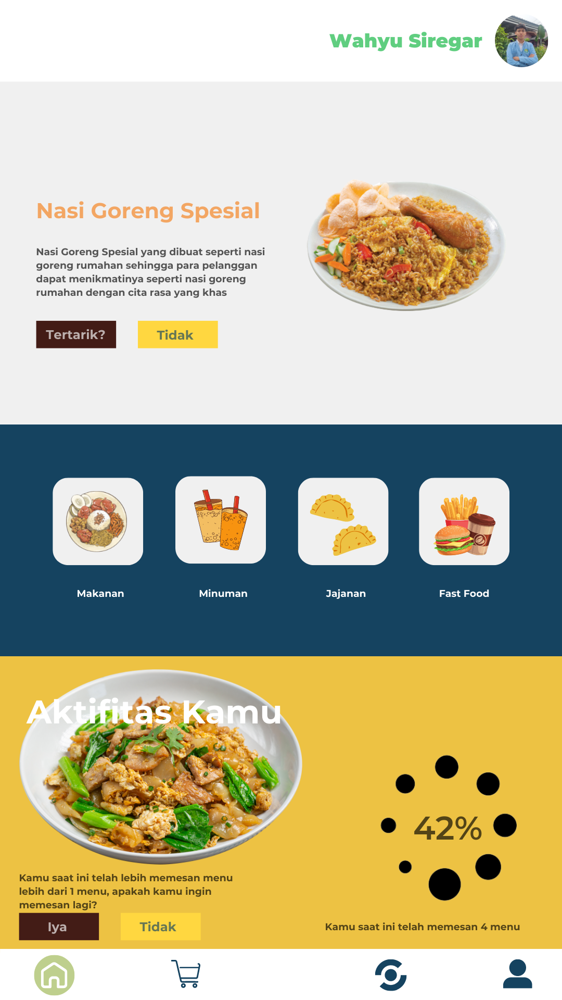 Wahyu Siregar
Nasi Goreng Spesial
Nasi Goreng Spesial yang dibuat seperti nasi
goreng rumahan sehingga para pelanggan
dapat menikmatinya seperti nasi goreng
rumahan dengan cita rasa yang khas
Tertarik?
Tidak
Makanan
Minuman
Jajanan
Fast Food
Aktifitas Kamu
42%
Kamu saat ini telah lebih memesan menu
lebih dari 1 menu, apakah kamu ingin
memesan lagi?
Iya
Tidak
Kamu saat ini telah memesan 4 menu